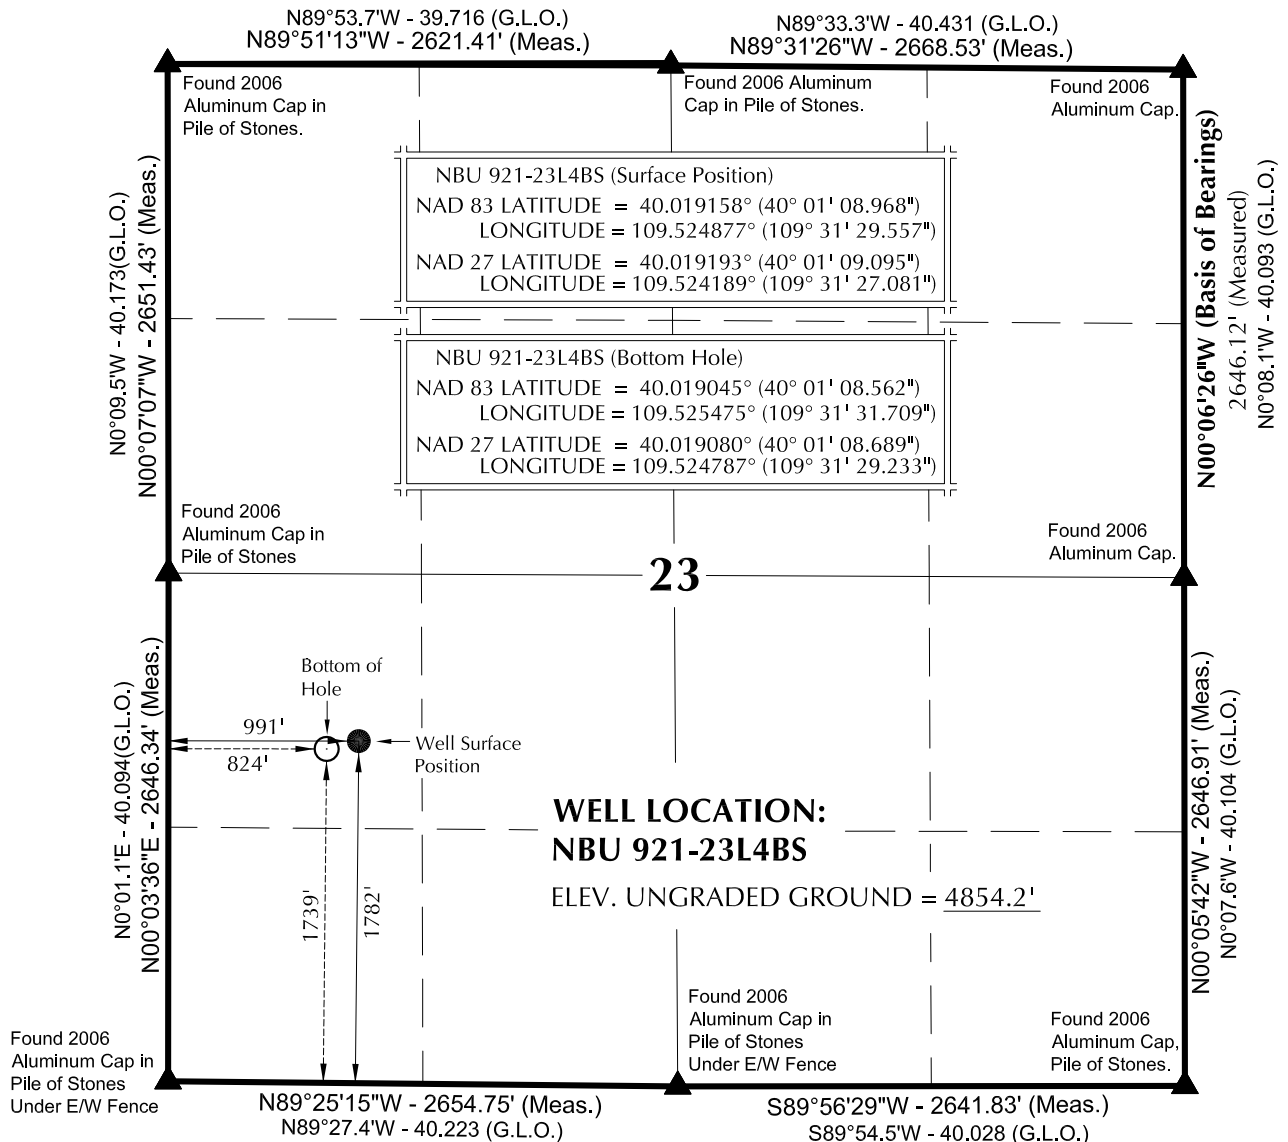 N89°53.7'W - 39.716 (G.L.O.)
N89°51'13"W - 2621.41' (Meas.)
N89°33.3'W - 40.431 (G.L.O.)
N89°31'26"W - 2668.53' (Meas.)
Found 2006
Aluminum Cap in
Pile of Stones.
Found 2006 Aluminum
Cap in Pile of Stones.
Found 2006
Aluminum Cap.
N0°09.5'W - 40.173(G.L.O.)
N00°07'07"W - 2651.43' (Meas.)
NBU 921-23L4BS (Surface Position)
NAD 83 LATITUDE = 40.019158° (40° 01' 08.968")
LONGITUDE = 109.524877° (109° 31' 29.557")
NAD 27 LATITUDE = 40.019193° (40° 01' 09.095")
LONGITUDE = 109.524189° (109° 31' 27.081")
NBU 921-23L4BS (Bottom Hole)
NAD 83 LATITUDE = 40.019045° (40° 01' 08.562")
LONGITUDE = 109.525475° (109° 31' 31.709")
NAD 27 LATITUDE = 40.019080° (40° 01' 08.689")
LONGITUDE = 109.524787° (109° 31' 29.233")
N00°06'26"W (Basis of Bearings)
2646.12' (Measured)
N0°08.1'W - 40.093 (G.L.O.)
Found 2006
Aluminum Cap in
Pile of Stones
Found 2006
Aluminum Cap.
23
N0°01.1'E - 40.094(G.L.O.)
N00°03'36"E - 2646.34' (Meas.)
Bottom of
Hole
991'
824'
Well Surface
Position
1739'
1782'
WELL LOCATION:
NBU 921-23L4BS
ELEV. UNGRADED GROUND = 4854.2'
N00°05'42"W - 2646.91' (Meas.)
N0°07.6'W - 40.104 (G.L.O.)
Found 2006
Aluminum Cap in
Pile of Stones
Under E/W Fence
Found 2006
Aluminum Cap in
Pile of Stones
Under E/W Fence
Found 2006
Aluminum Cap,
Pile of Stones.
N89°25'15"W - 2654.75' (Meas.)
N89°27.4'W - 40.223 (G.L.O.)
S89°56'29"W - 2641.83' (Meas.)
S89°54.5'W - 40.028 (G.L.O.)